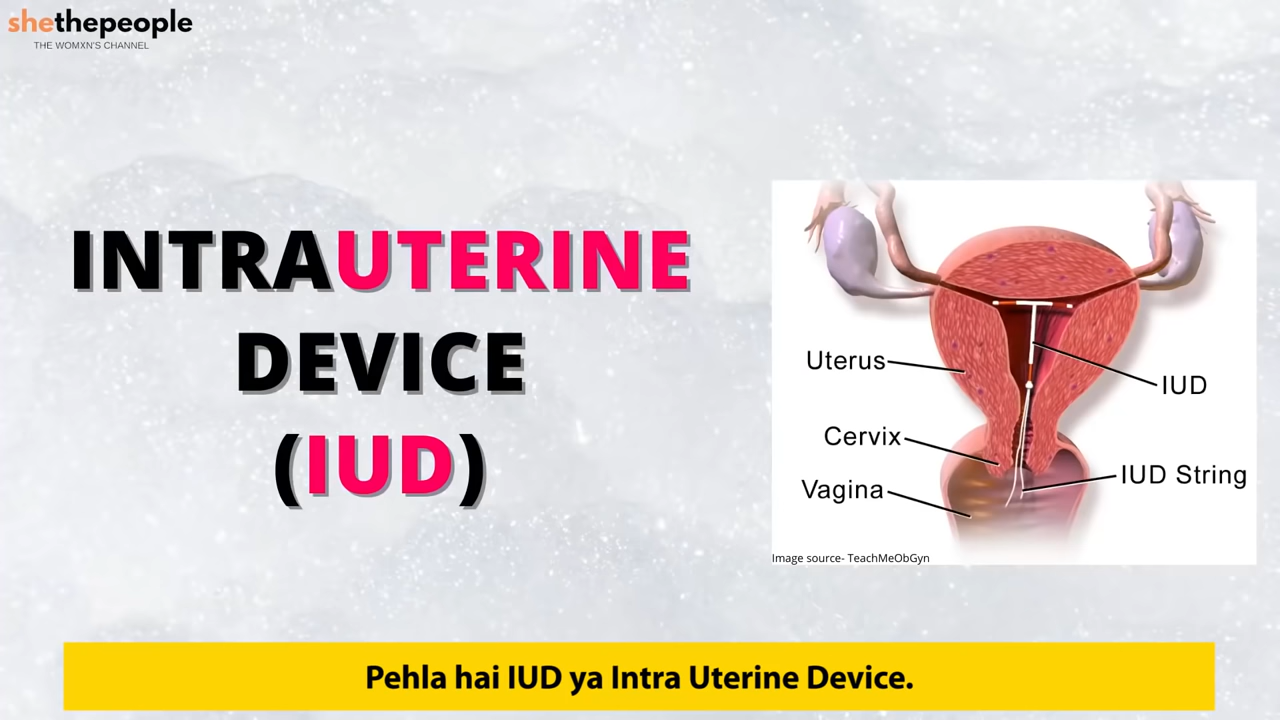 shethepeople
THE WOMXN'S CHANNEL
INTRAUTERINE
DEVICE
(IUD)
Uterus
IUD
Cervix
IUD String
Vagina
Image source- TeachMeObGyn
Pehla hai IUD ya Intra Uterine Device.